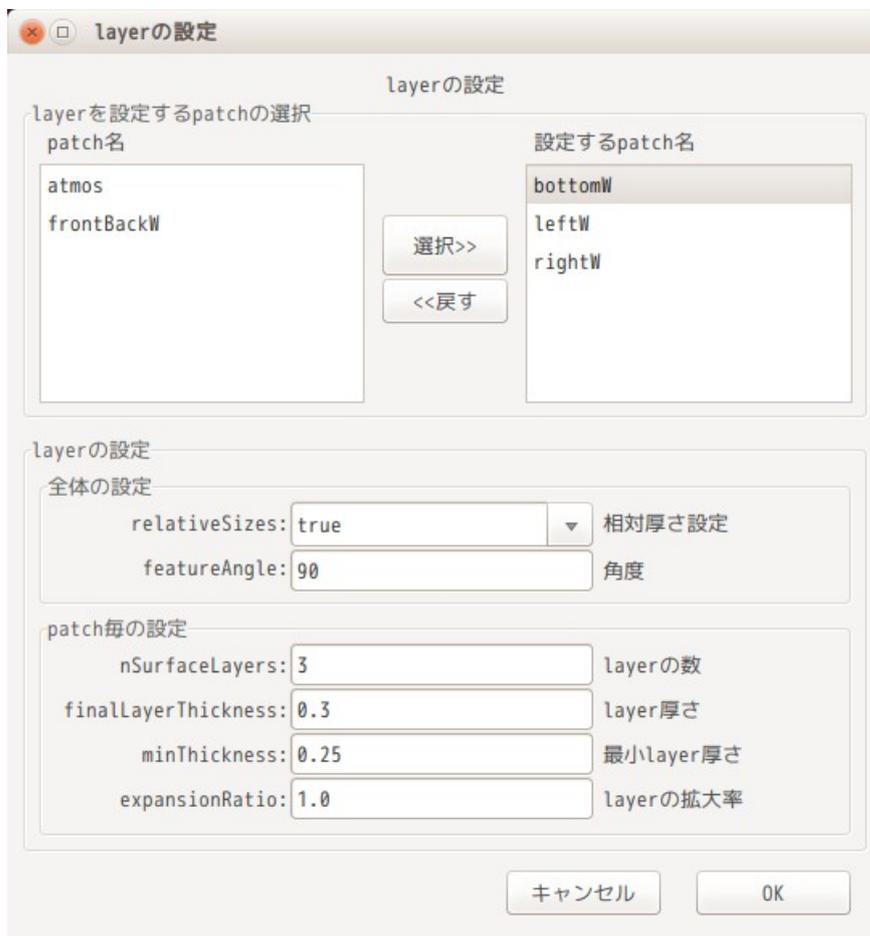 layerの設定
layerの設定
layerを設定するpatchの選択
patch名
設定するpatch名
atmos
frontBackW
選択>>
<<戻す
bottomW
leftW
rightW
layerの設定
全体の設定
relativeSizes: true 相対厚さ設定
featureAngle: 90 角度
patch毎の設定
nSurfaceLayers: 3 layerの数
finalLayerThickness: 0.3 layer厚さ
minThickness: 0.25 最小layer厚さ
expansionRatio: 1.0 layerの拡大率
キャンセル OK